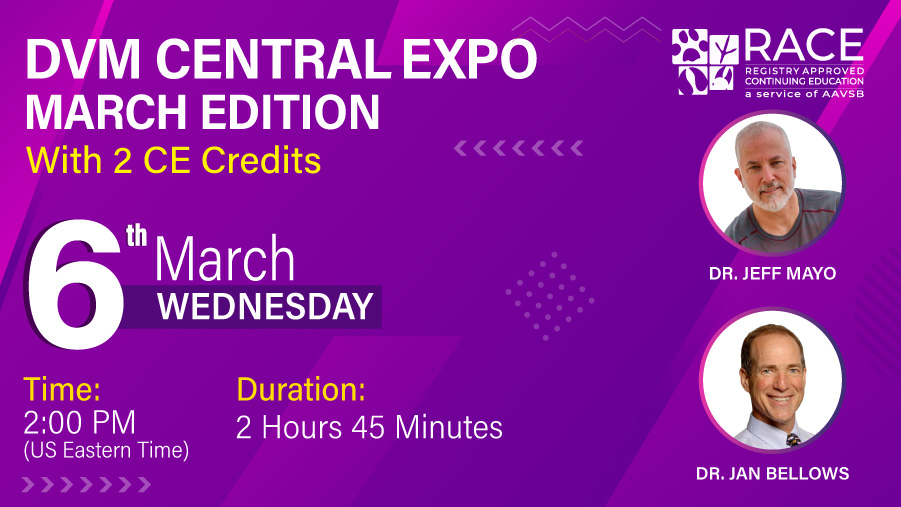 DVM CENTRAL EXPO
MARCH EDITION
With 2 CE Credits
6th March
WEDNESDAY
Time:
2:00 PM
(US Eastern Time)
Duration:
2 Hours 45 Minutes
RACE
REGISTRY APPROVED
CONTINUING EDUCATION
a service of AAVSB
DR. JEFF MAYO
DR. JAN BELLOWS